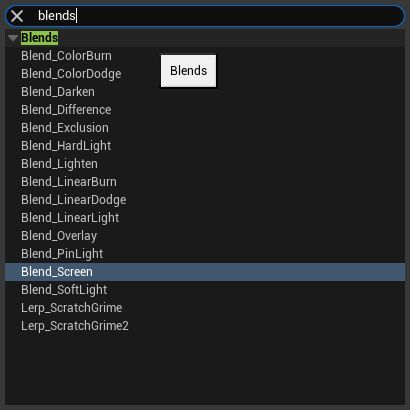 blends
Blends
Blend_ColorBurn
Blend_ColorDodge
Blends
Blend_Darken
Blend_Difference
Blend_Exclusion
Blend_HardLight
Blend_Lighten
Blend_LinearBurn
Blend_LinearDodge
Blend_LinearLight
Blend_Overlay
Blend_PinLight
Blend_Screen
Blend_SoftLight
Lerp_ScratchGrime
Lerp_ScratchGrime2